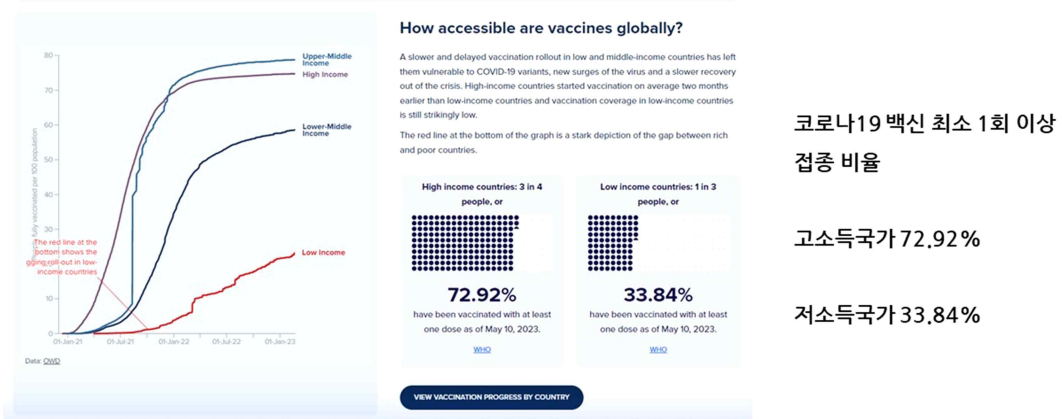 How accessible are vaccines globally?
A slower and delayed vaccination rollout in low and middle-income countries has left
them vulnerable to COVID-19 variants, new surges of the virus and a slower recovery
out of the crisis. High-income countries started vaccination on average two months
earlier than low-income countries and vaccination coverage in low-income countries
is still strikingly low.
The red line at the bottom of the graph is a stark depiction of the gap between rich
and poor countries.
80
70
60
50
40
30
10
0
fully vaccinated per 100 population
Upper-Middle
Income
High Income
Lower-Middle
Income
Low Income
The red line at the
bottom shows the
roll-out in low-
income countries
01-Jan-21
01-Jul-21
01-Jan-22
01-Jul-22
01-Jan-23
Data: OWD
High income countries: 3 in 4
people, or
72.92%
have been vaccinated with at least
one dose as of May 10, 2023.
WHO
Low income countries: 1 in 3
people, or
33.84%
have been vaccinated with at least
one dose as of May 10, 2023.
WHO
VIEW VACCINATION PROGRESS BY COUNTRY
코로나19 백신 최소 1회 이상
접종 비율
고소득국가 72.92%
저소득국가 33.84%